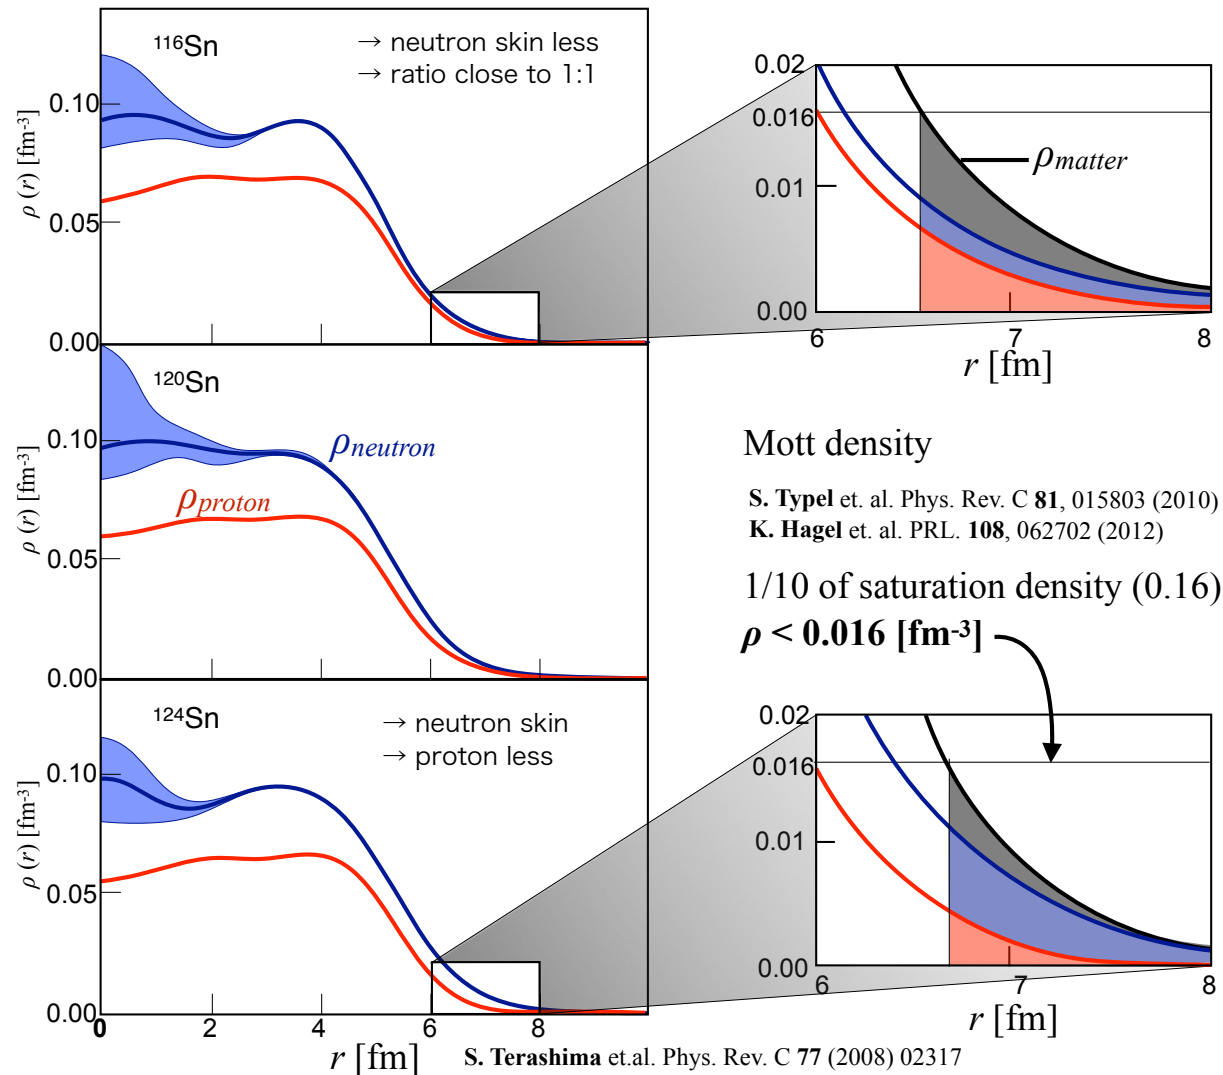 116Sn
→ neutron skin less
→ ratio close to 1:1
ρ (r) [fm-3]
0.10
0.05
0.00
0.02
0.016
0.01
0.00
ρmatter
6 7 8
r [fm]
120Sn
ρneutron
ρproton
ρ (r) [fm-3]
0.10
0.05
0.00
Mott density
S. Typel et. al. Phys. Rev. C 81, 015803 (2010)
K. Hagel et. al. PRL. 108, 062702 (2012)
1/10 of saturation density (0.16)
ρ < 0.016 [fm-3]
124Sn
→ neutron skin
→ proton less
ρ (r) [fm-3]
0.10
0.05
0.00
0 2 4 6 8
r [fm]
0.02
0.016
0.01
0.00
6 7 8
r [fm]
S. Terashima et.al. Phys. Rev. C 77 (2008) 02317